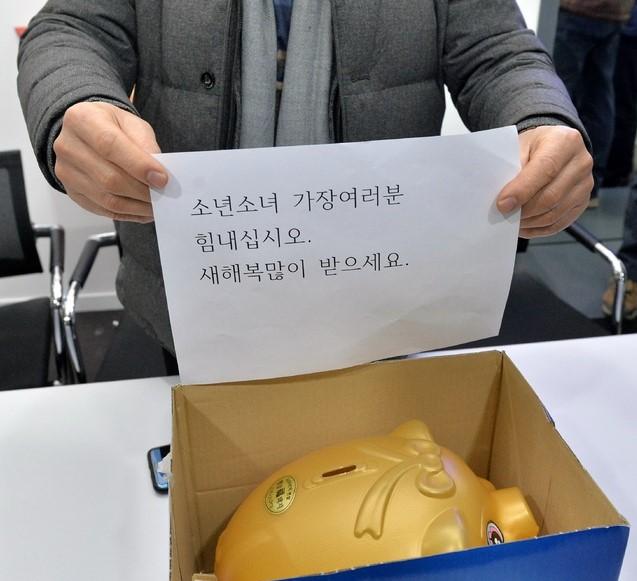 소년소녀 가장여러분
힘내십시오.
새해복많이 받으세요.